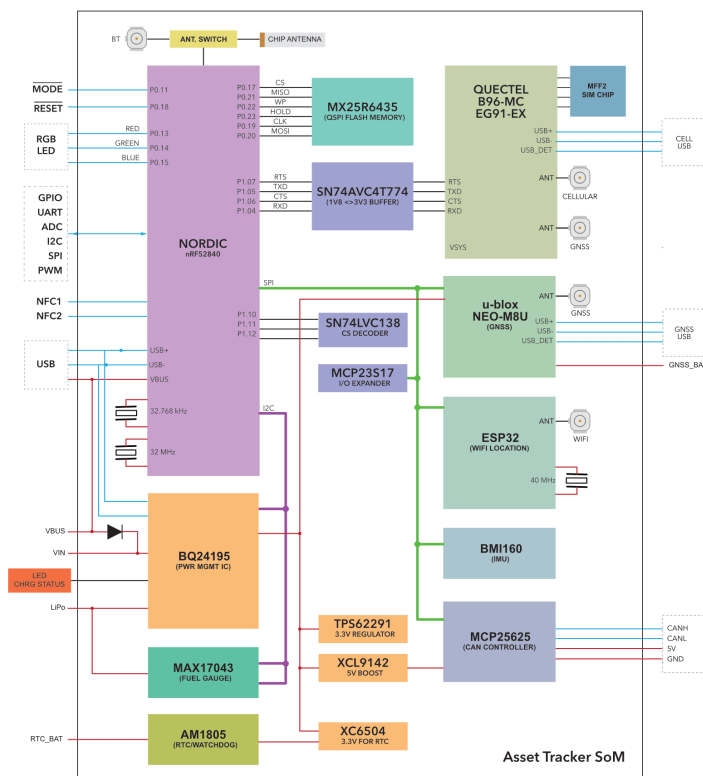 BT
ANT. SWITCH
CHIP ANTENNA
MODE
RESET
RED
RGB
LED
GREEN
BLUE
GPIO
UART
ADC
I2C
SPI
PWM
NFC1
NFC2
USB
P0.11
P0.18
P0.13
P0.14
P0.15
NORDIC
nRF52840
USB+
USB-
VBUS
32.768 kHz
32 MHz
P0.17
P0.21
P0.22
P0.23
P0.19
P0.20
P1.07
P1.05
P1.06
P1.04
P1.10
P1.11
P1.12
CS
MISO
WP
HOLD
CLK
MOSI
MX25R6435
(QSPI FLASH MEMORY)
RTS
TXD
CTS
RXD
SN74AVC4T774
(1V8 <>3V3 BUFFER)
SPI
I2C
SN74LVC138
CS DECODER
MCP23S17
I/O EXPANDER
QUECTEL
B96-MC
EG91-EX
RTS
TXD
CTS
RXD
VSYS
USB+
USB-
USB_DET
ANT
ANT
MFF2
SIM CHIP
CELL
USB
CELLULAR
GNSS
u-blox
NEO-M8U
(GNSS)
ANT
USB+
USB-
USB_DET
GNSS
GNSS
USB
GNSS_BA
ESP32
(WIFI LOCATION)
ANT
40 MHz
WIFI
BMI160
(IMU)
MCP25625
(CAN CONTROLLER)
CANH
CANL
5V
GND
VBUS
VIN
LED
CHRG STATUS
LiPo
BQ24195
(PWR MGMT IC)
TPS62291
3.3V REGULATOR
XCL9142
5V BOOST
MAX17043
(FUEL GAUGE)
RTC_BAT
AM1805
(RTC/WATCHDOG)
XC6504
3.3V FOR RTC
Asset Tracker SoM